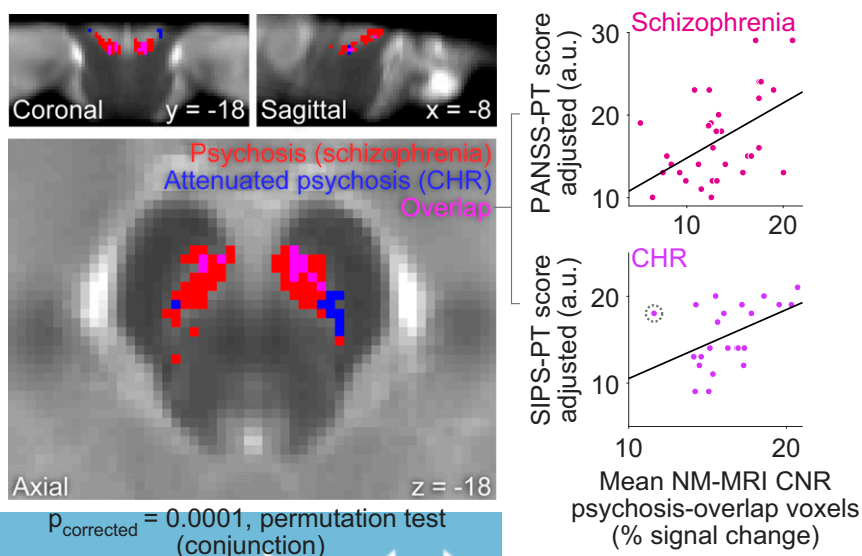 Coronal y = -18
Sagittal x = -8
Psychosis (schizophrenia)
Attenuated psychosis (CHR)
Overlap
Axial z = -18
p_corrected = 0.0001, permutation test
(conjunction)
Schizophrenia
PANSS-PT score
adjusted (a.u.)
30
20
10
10 20
CHR
SIPS-PT score
adjusted (a.u.)
20
10
10 20
Mean NM-MRI CNR
psychosis-overlap voxels
(% signal change)